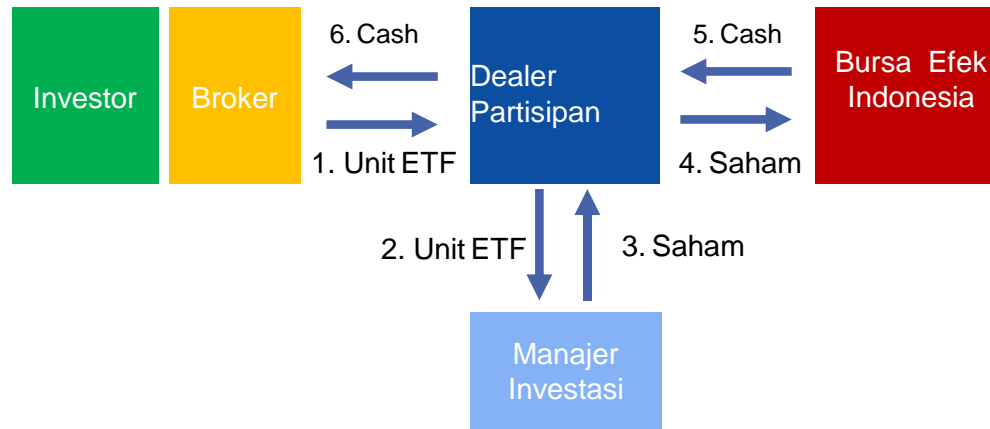 Investor
Broker
6. Cash
1. Unit ETF
Dealer
Partisipan
5. Cash
4. Saham
Bursa Efek
Indonesia
2. Unit ETF
3. Saham
Manajer
Investasi